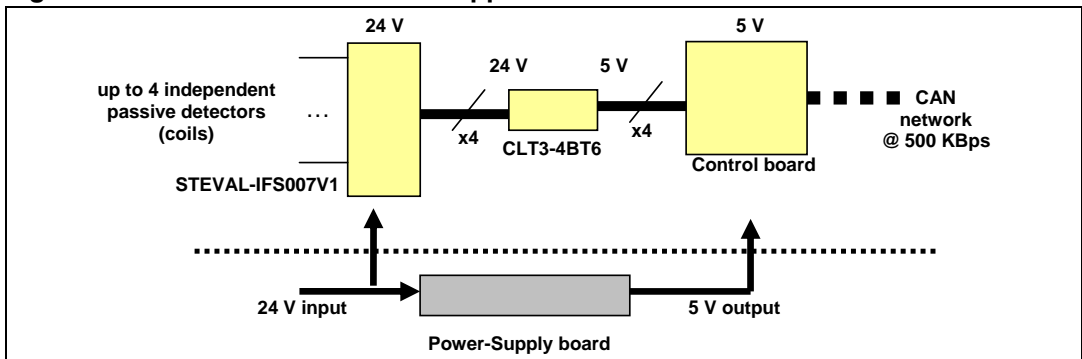 24 V
5 V
24 V
5 V
up to 4 independent
passive detectors
(coils)
...
x4
x4
CAN
network
@ 500 KBps
CLT3-4BT6
Control board
STEVAL-IFS007V1
24 V input
5 V output
Power-Supply board